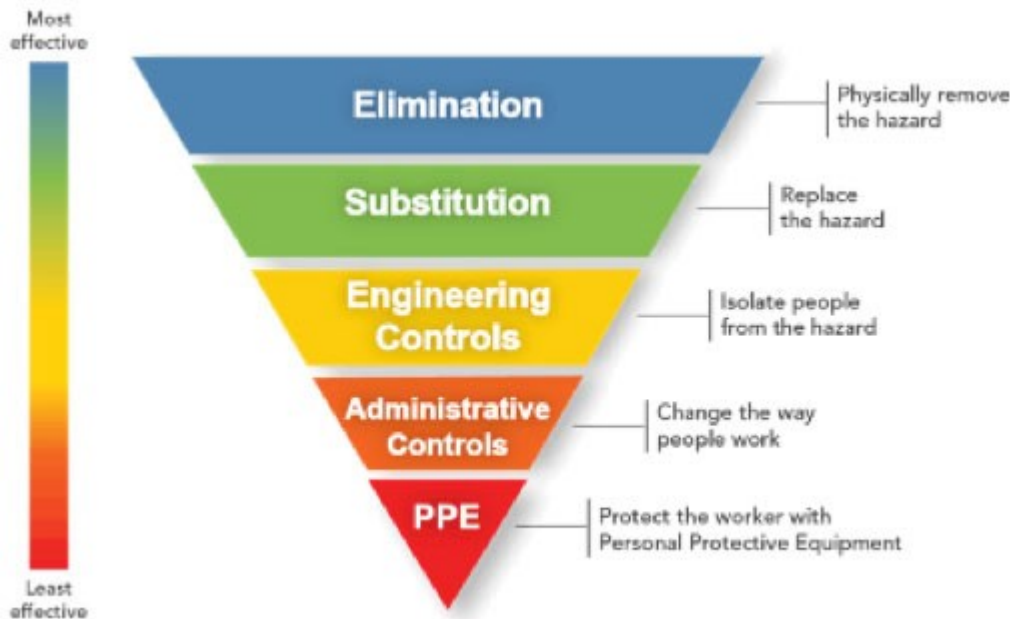 Most
effective
Elimination
Physically remove
the hazard
Substitution
Replace
the hazard
Engineering
Controls
Isolate people
from the hazard
Administrative
Controls
Change the way
people work
PPE
Protect the worker with
Personal Protective Equipment
Least
effective